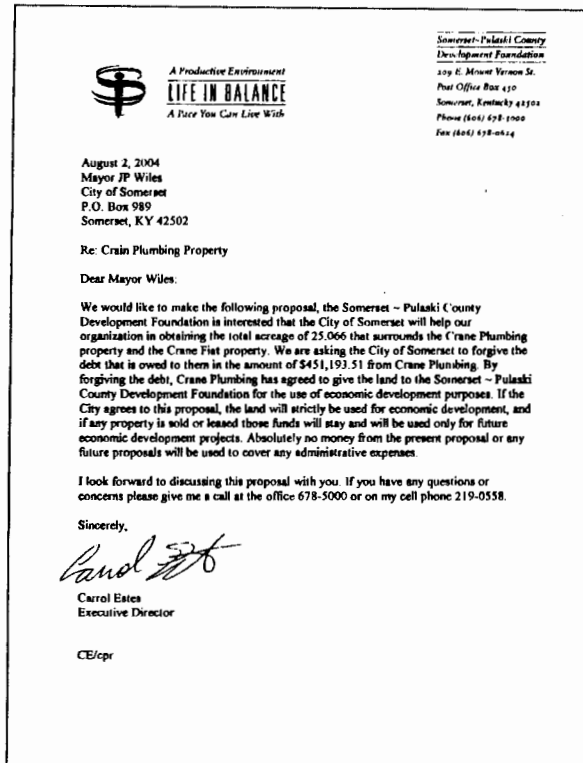 Somerset~Pulaski County
Development Foundation
209 E. Mount Vernon St.
Post Office Box 450
Somerset, Kentucky 42502
Phone (606) 678-5000
Fax (606) 678-0624
A Productive Environment
LIFE IN BALANCE
A Pace You Can Live With
August 2, 2004
Mayor JP Wiles
City of Somerset
P.O. Box 989
Somerset, KY 42502
Re: Crain Plumbing Property
Dear Mayor Wiles:
We would like to make the following proposal, the Somerset ~ Pulaski County
Development Foundation is interested that the City of Somerset will help our
organization in obtaining the total acreage of 25.066 that surrounds the Crane Plumbing
property and the Crane Fiat property. We are asking the City of Somerset to forgive the
debt that is owed to them in the amount of $451,193.51 from Crane Plumbing. By
forgiving the debt, Crane Plumbing has agreed to give the land to the Somerset ~ Pulaski
County Development Foundation for the use of economic development purposes. If the
City agrees to this proposal, the land will strictly be used for economic development, and
if any property is sold or leased those funds will stay and will be used only for future
economic development projects. Absolutely no money from the present proposal or any
future proposals will be used to cover any administrative expenses.
I look forward to discussing this proposal with you. If you have any questions or
concerns please give me a call at the office 678-5000 or on my cell phone 219-0558.
Sincerely,
Carrol Estes
Executive Director
CE/cpr